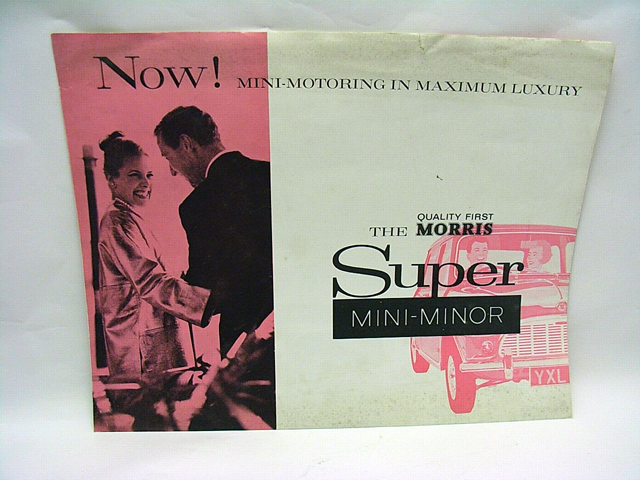 Now! MINI-MOTORING IN MAXIMUM LUXURY
QUALITY FIRST
THE MORRIS
Super
MINI-MINOR
YXL